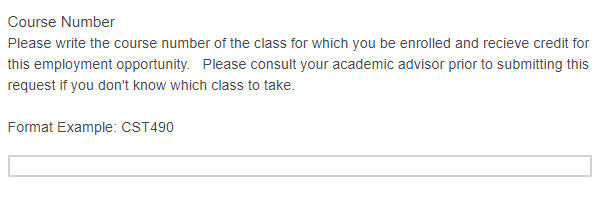 Course Number
Please write the course number of the class for which you be enrolled and recieve credit for
this employment opportunity.   Please consult your academic advisor prior to submitting this
request if you don't know which class to take.
Format Example: CST490